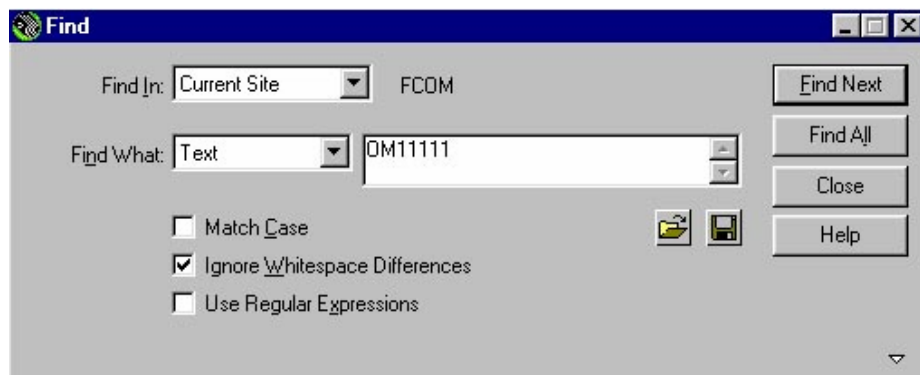 Find
Find In: Current Site FCOM
Find Next
Find What: Text OM11111
Find All
Close
Match Case
Help
Ignore Whitespace Differences
Use Regular Expressions